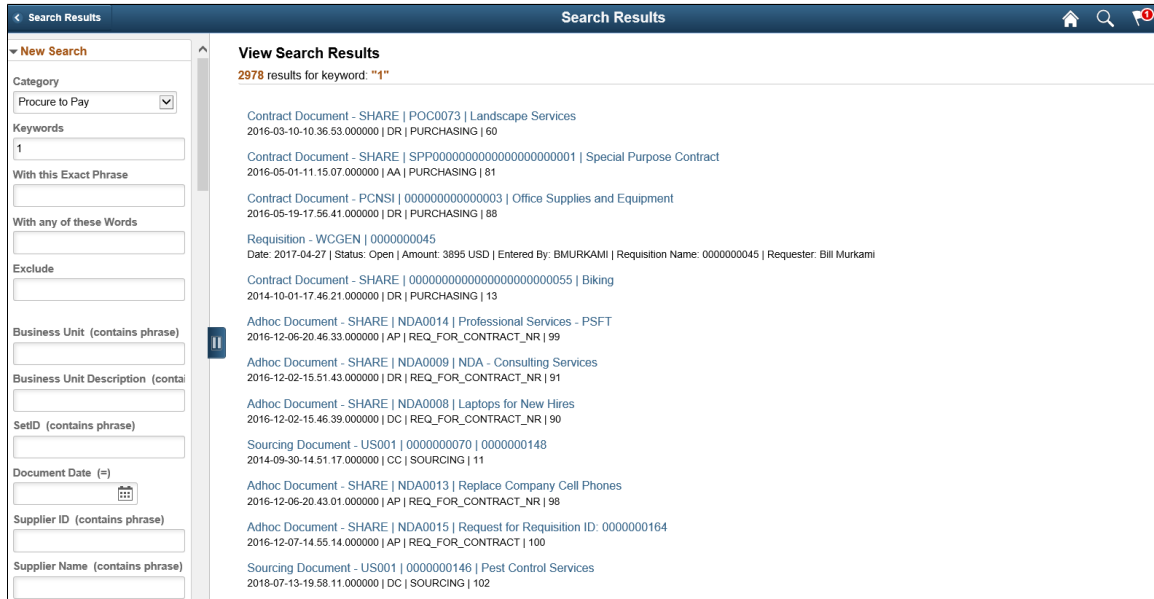 Search Results
Search Results
1
New Search
Category
Procure to Pay
Keywords
1
With this Exact Phrase
With any of these Words
Exclude
Business Unit (contains phrase)
Business Unit Description (contai
SetID (contains phrase)
Document Date (=)
Supplier ID (contains phrase)
Supplier Name (contains phrase)
View Search Results
2978 results for keyword: "1"
Contract Document - SHARE | POC0073 | Landscape Services
2016-03-10-10.36.53.000000 | DR | PURCHASING | 60
Contract Document - SHARE | SPP0000000000000000000001 | Special Purpose Contract
2016-05-01-11.15.07.000000 | AA | PURCHASING | 81
Contract Document - PCNSI | 000000000000003 | Office Supplies and Equipment
2016-05-19-17.56.41.000000 | DR | PURCHASING | 88
Requisition - WCGEN | 0000000045
Date: 2017-04-27 | Status: Open | Amount: 3895 USD | Entered By: BMURKAMI | Requisition Name: 0000000045 | Requester: Bill Murkami
Contract Document - SHARE | 0000000000000000000000055 | Biking
2014-10-01-17.46.21.000000 | DR | PURCHASING | 13
Adhoc Document - SHARE | NDA0014 | Professional Services - PSFT
2016-12-06-20.46.33.000000 | AP | REQ_FOR_CONTRACT_NR | 99
Adhoc Document - SHARE | NDA0009 | NDA - Consulting Services
2016-12-02-15.51.43.000000 | DR | REQ_FOR_CONTRACT_NR | 91
Adhoc Document - SHARE | NDA0008 | Laptops for New Hires
2016-12-02-15.46.39.000000 | DC | REQ_FOR_CONTRACT_NR | 90
Sourcing Document - US001 | 0000000070 | 0000000148
2014-09-30-14.51.17.000000 | CC | SOURCING | 11
Adhoc Document - SHARE | NDA0013 | Replace Company Cell Phones
2016-12-06-20.43.01.000000 | AP | REQ_FOR_CONTRACT_NR | 98
Adhoc Document - SHARE | NDA0015 | Request for Requisition ID: 0000000164
2016-12-07-14.55.14.000000 | AP | REQ_FOR_CONTRACT | 100
Sourcing Document - US001 | 0000000146 | Pest Control Services
2018-07-13-19.58.11.000000 | DC | SOURCING | 102